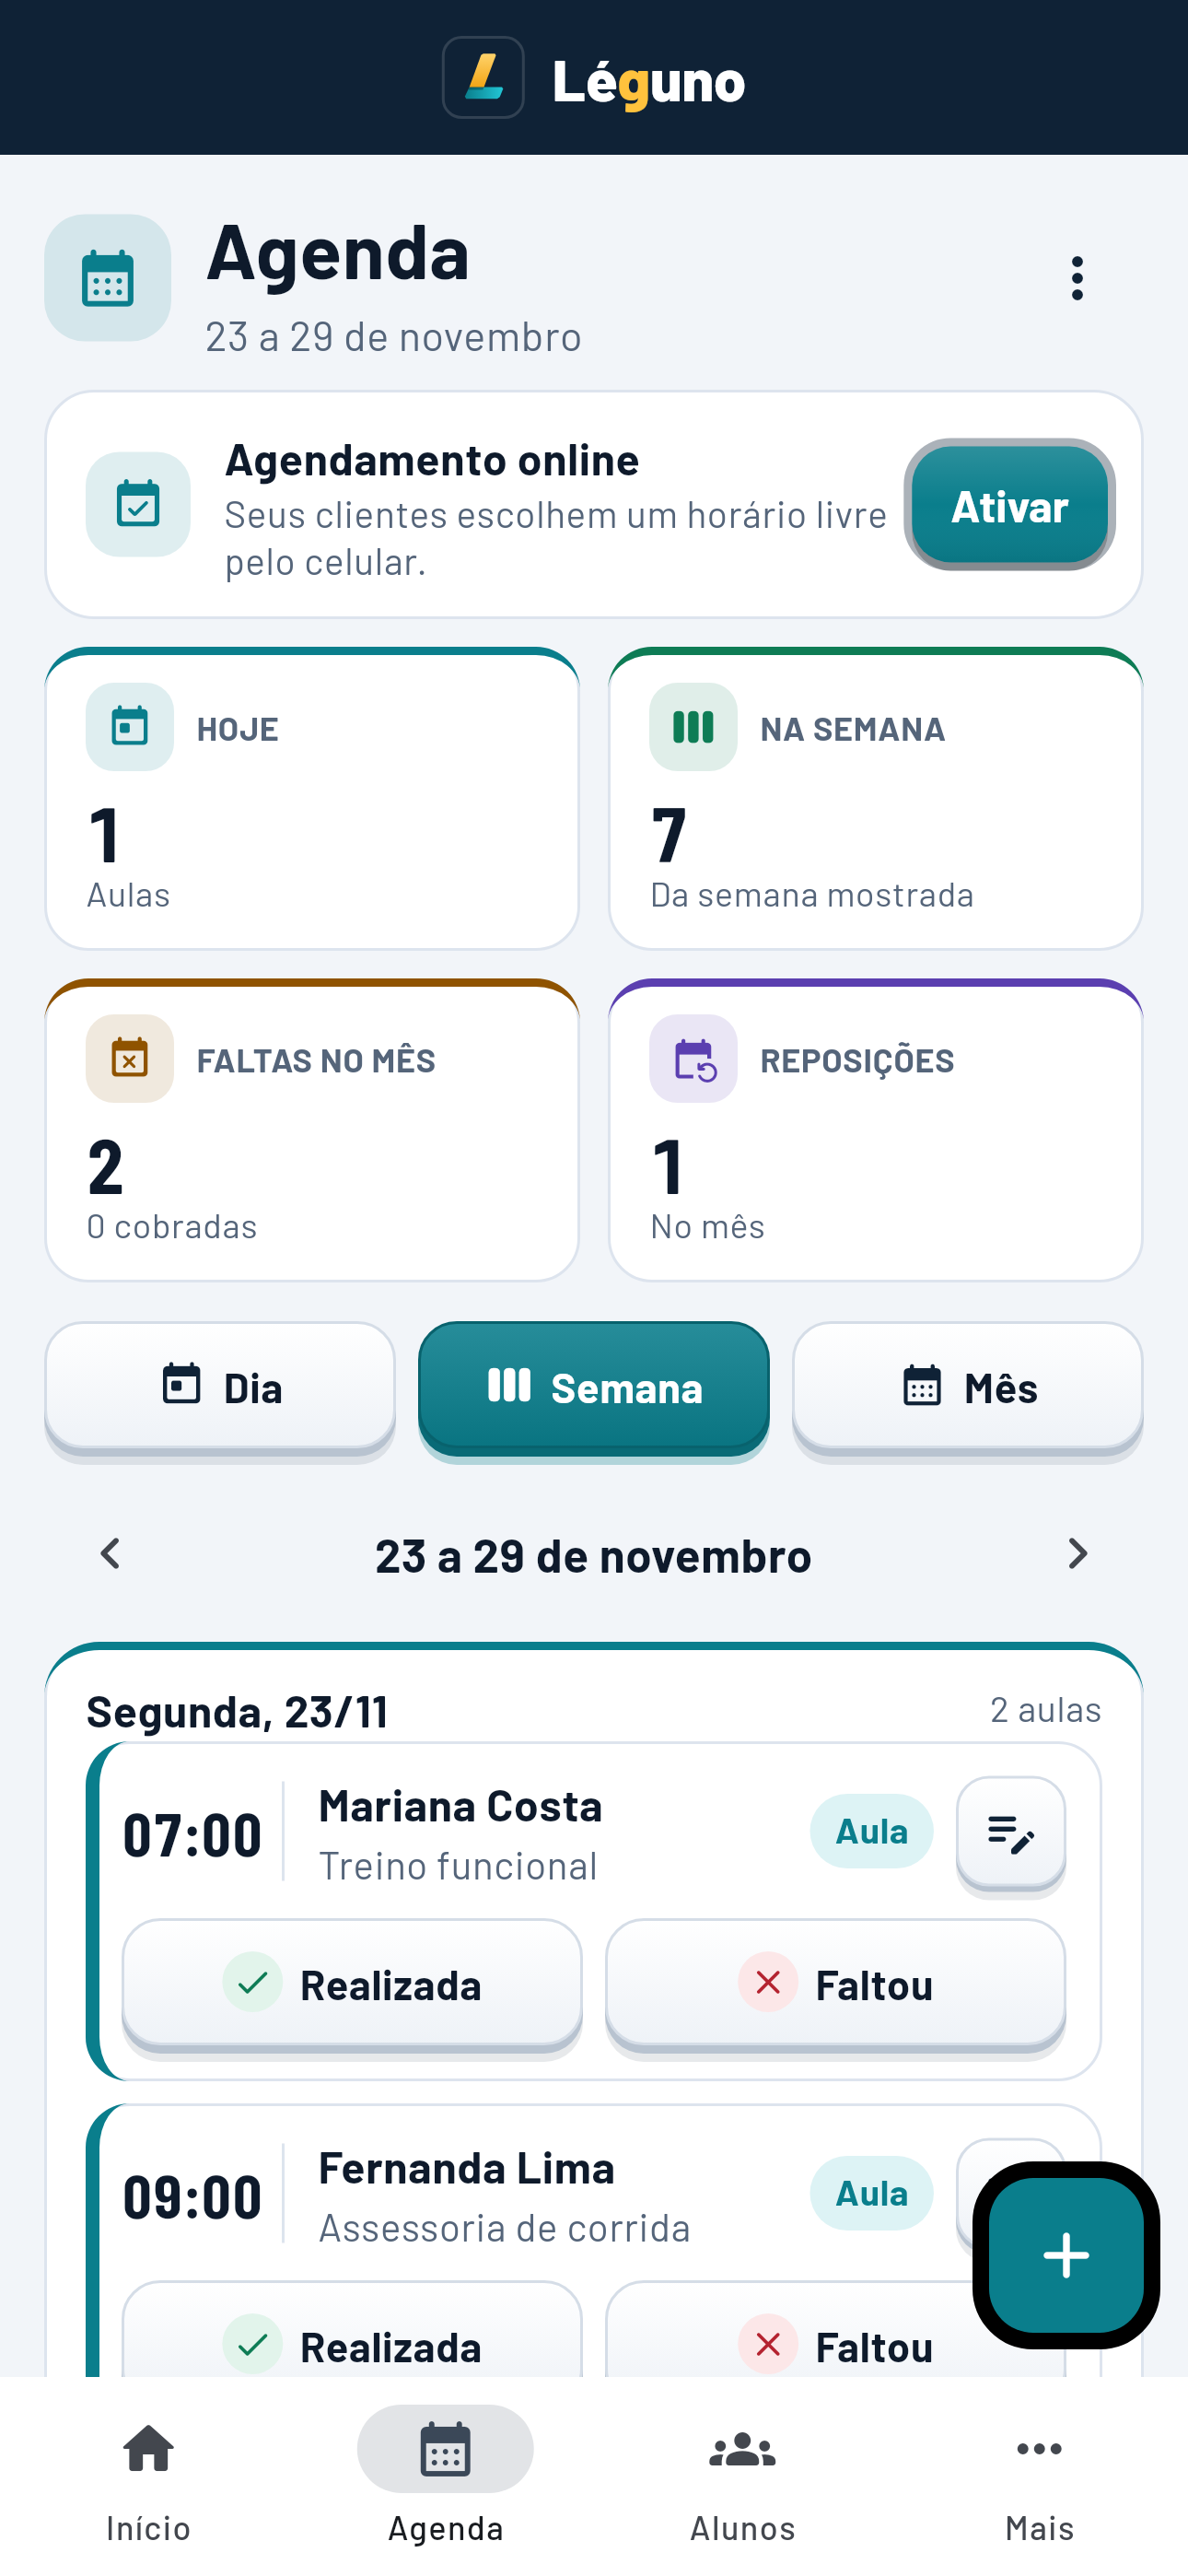 Léguno
Agenda
23 a 29 de novembro
Agendamento online
Seus clientes escolhem um horário livre
pelo celular.
Ativar
HOJE
1
Aulas
NA SEMANA
7
Da semana mostrada
FALTAS NO MÊS
2
0 cobradas
REPOSIÇÕES
1
No mês
Dia
Semana
Mês
23 a 29 de novembro
Segunda, 23/11
2 aulas
07:00
Mariana Costa
Treino funcional
Aula
Realizada
Faltou
09:00
Fernanda Lima
Assessoria de corrida
Aula
Realizada
Faltou
Início
Agenda
Alunos
Mais